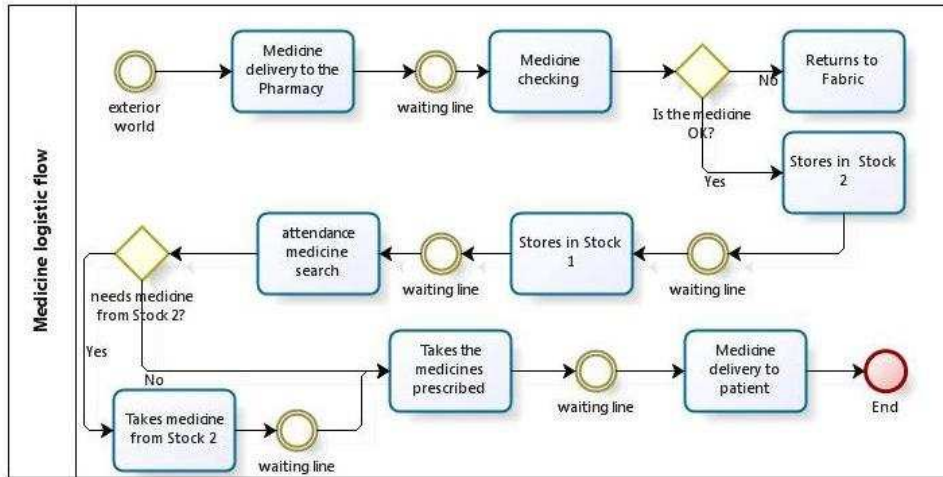 Medicine logistic flow
exterior
world
Medicine
delivery to the
Pharmacy
waiting line
Medicine
checking
Is the medicine
OK?
No
Returns to
Fabric
Yes
Stores in Stock
2
waiting line
Stores in Stock
1
waiting line
attendance
medicine
search
needs medicine
from Stock 2?
Yes
No
Takes medicine
from Stock 2
waiting line
Takes the
medicines
prescribed
waiting line
Medicine
delivery to
patient
End